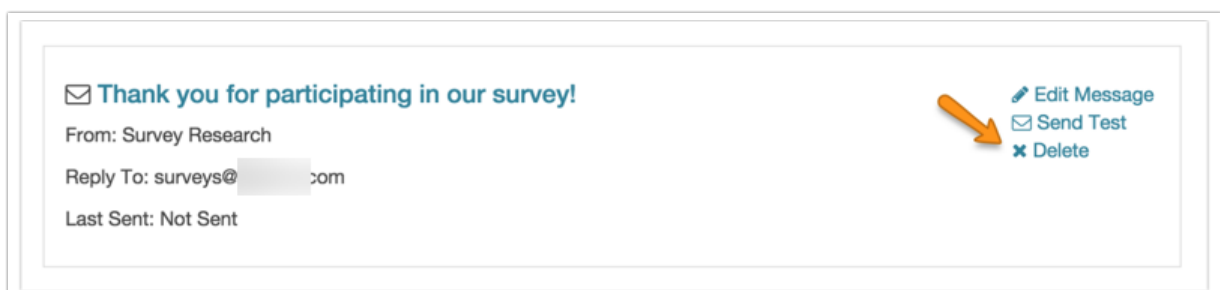 Thank you for participating in our survey!
From: Survey Research
Reply To: surveys@ com
Last Sent: Not Sent
Edit Message
Send Test
Delete